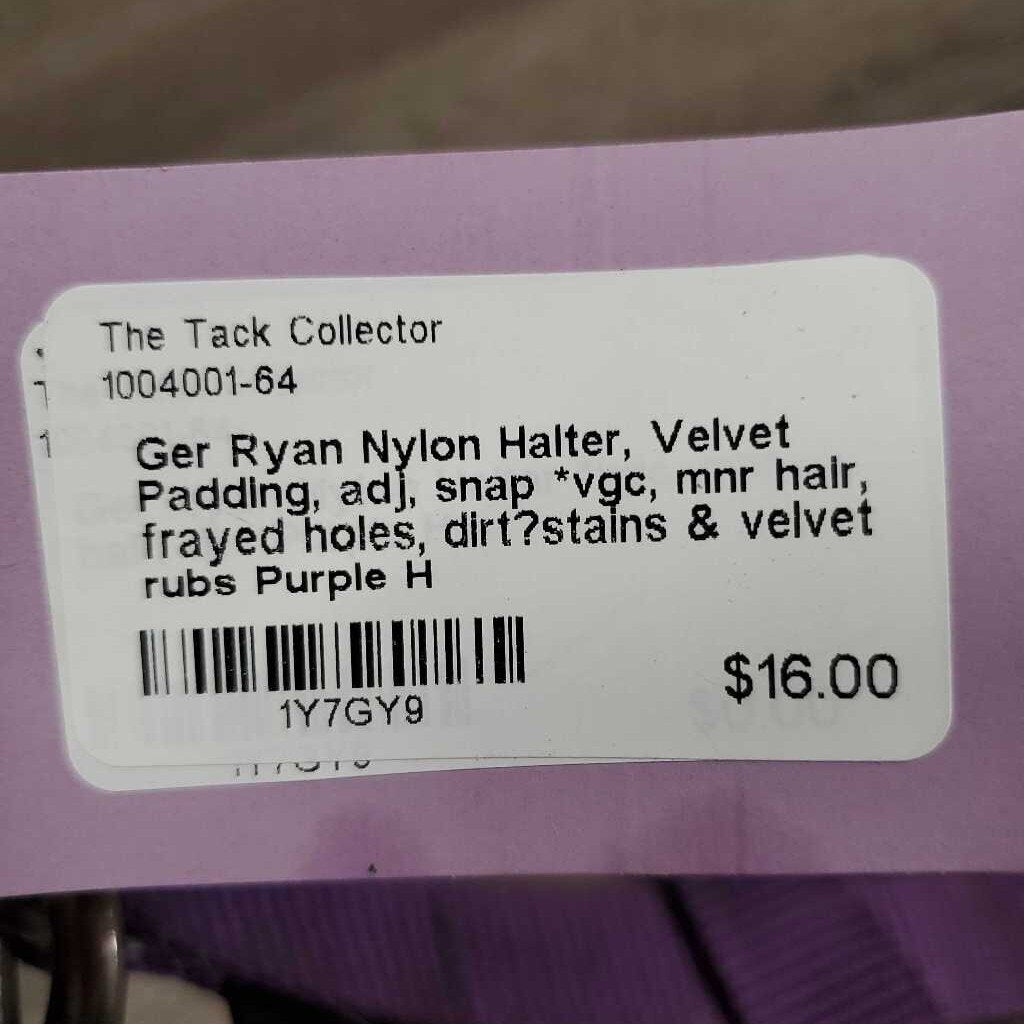 The Tack Collector
1004001-64
Ger Ryan Nylon Halter, Velvet
Padding, adj, snap *vgc, mnr hair,
frayed holes, dirt?stains & velvet
rubs Purple H
1Y7GY9
$16.00